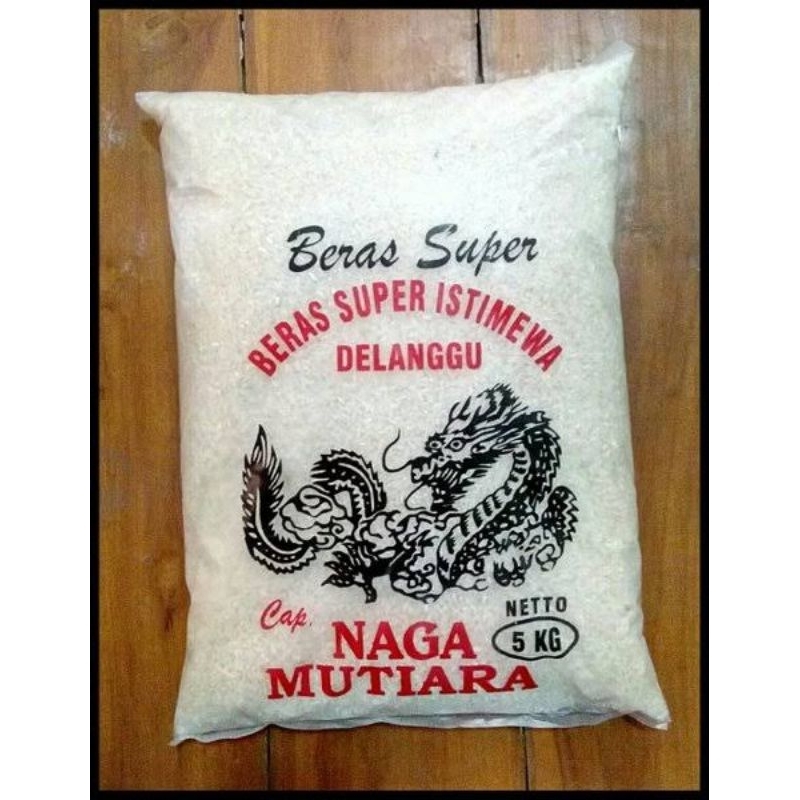 Beras Super
BERAS SUPER ISTIMEWA
DELANGGU
Cap.
NAGA
MUTIARA
NETTO
5 KG